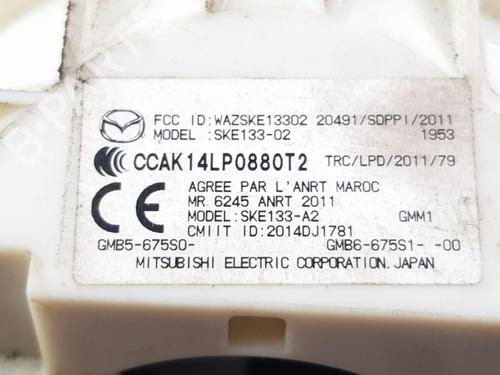 FCC ID:WAZSKE13302 20491/SDPPI/2011
MODEL :SKE133-02 1953
CCAK14LP0880T2 TRC/LPD/2011/79
CE AGREE PAR L'ANRT MAROC
MR 6245 ANRT 2011
MODEL:SKE133-A2 GMM1
CMIIT ID:2014DJ1781
GMB5-675S0- GMB6-675S1- -00
MITSUBISHI ELECTRIC CORPORATION.JAPAN